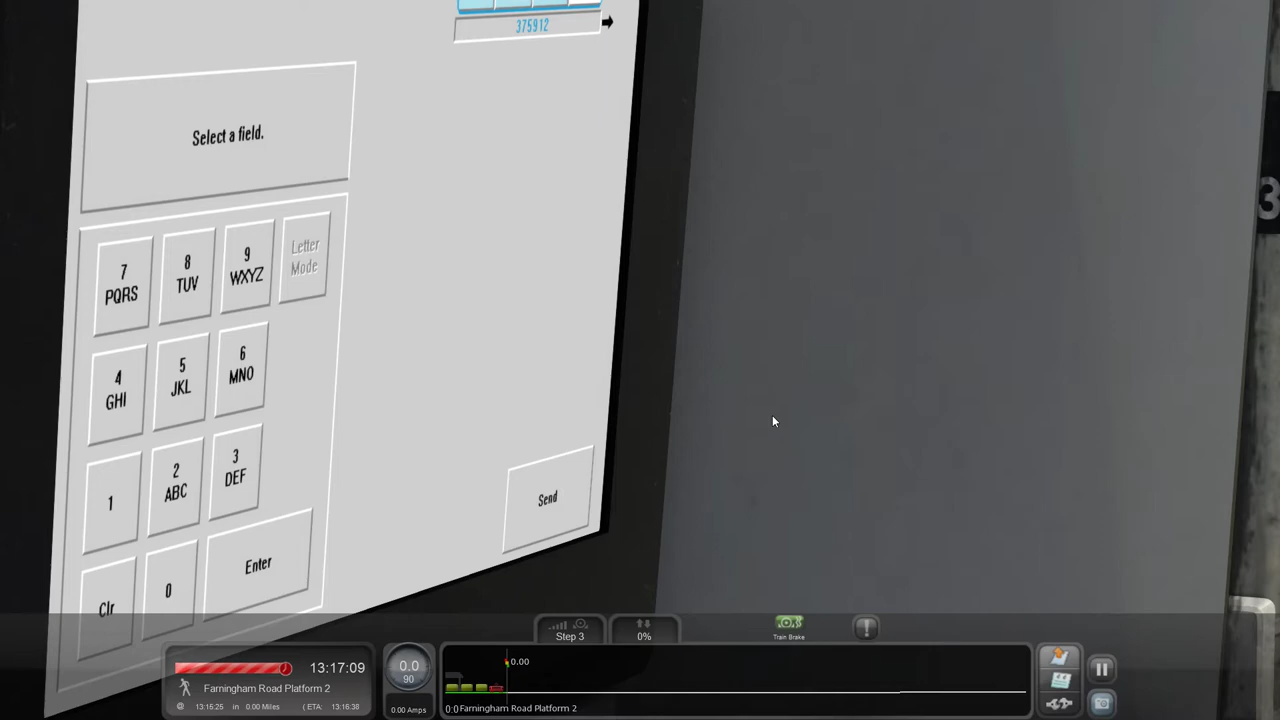 375912
Select a field.
7
PQRS
8
TUV
9
WXYZ
Letter
Mode
4
GHI
5
JKL
6
MNO
1
2
ABC
3
DEF
Clr
0
Enter
Send
3
Step 3
0%
Train Brake
13:17:09
Farningham Road Platform 2
@ 13:15:25 in 0.00 Miles ( ETA: 13:16:38
0.0
90
0.00 Amps
0.00
0:0 Farningham Road Platform 2